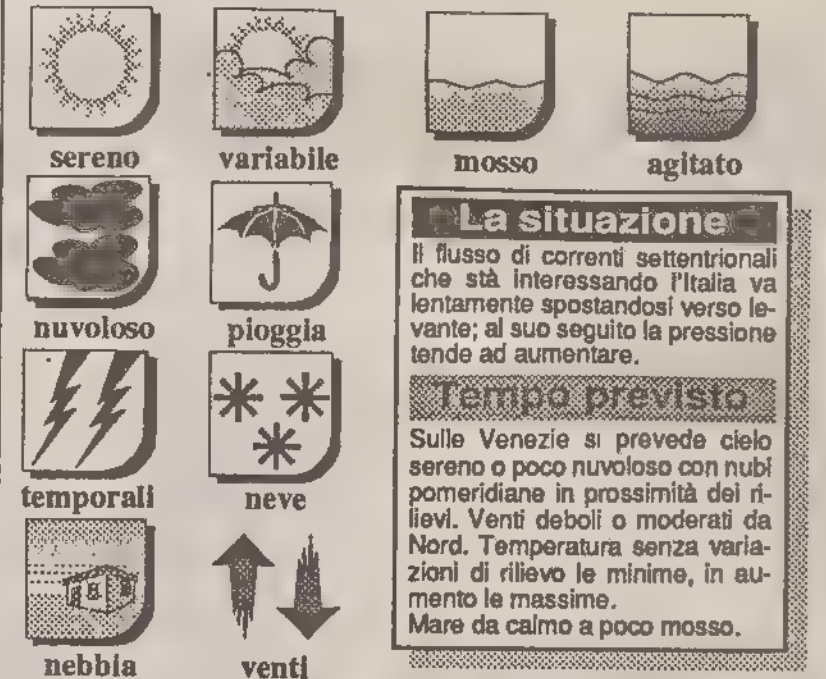 sereno
variabile
mosso
agitato
nuvoloso
pioggia
temporali
neve
nebbia
venti
La situazione
Il flusso di correnti settentrionali
che stà interessando l'Italia va
lentamente spostandosi verso le-
vante; al suo seguito la pressione
tende ad aumentare.
Tempo previsto
Sulle Venezie si prevede cielo
sereno o poco nuvoloso con nubi
pomeridiane in prossimità dei ri-
lievi. Venti deboli o moderati da
Nord. Temperatura senza varia-
zioni di rilievo le minime, in au-
mento le massime.
Mare da calmo a poco mosso.